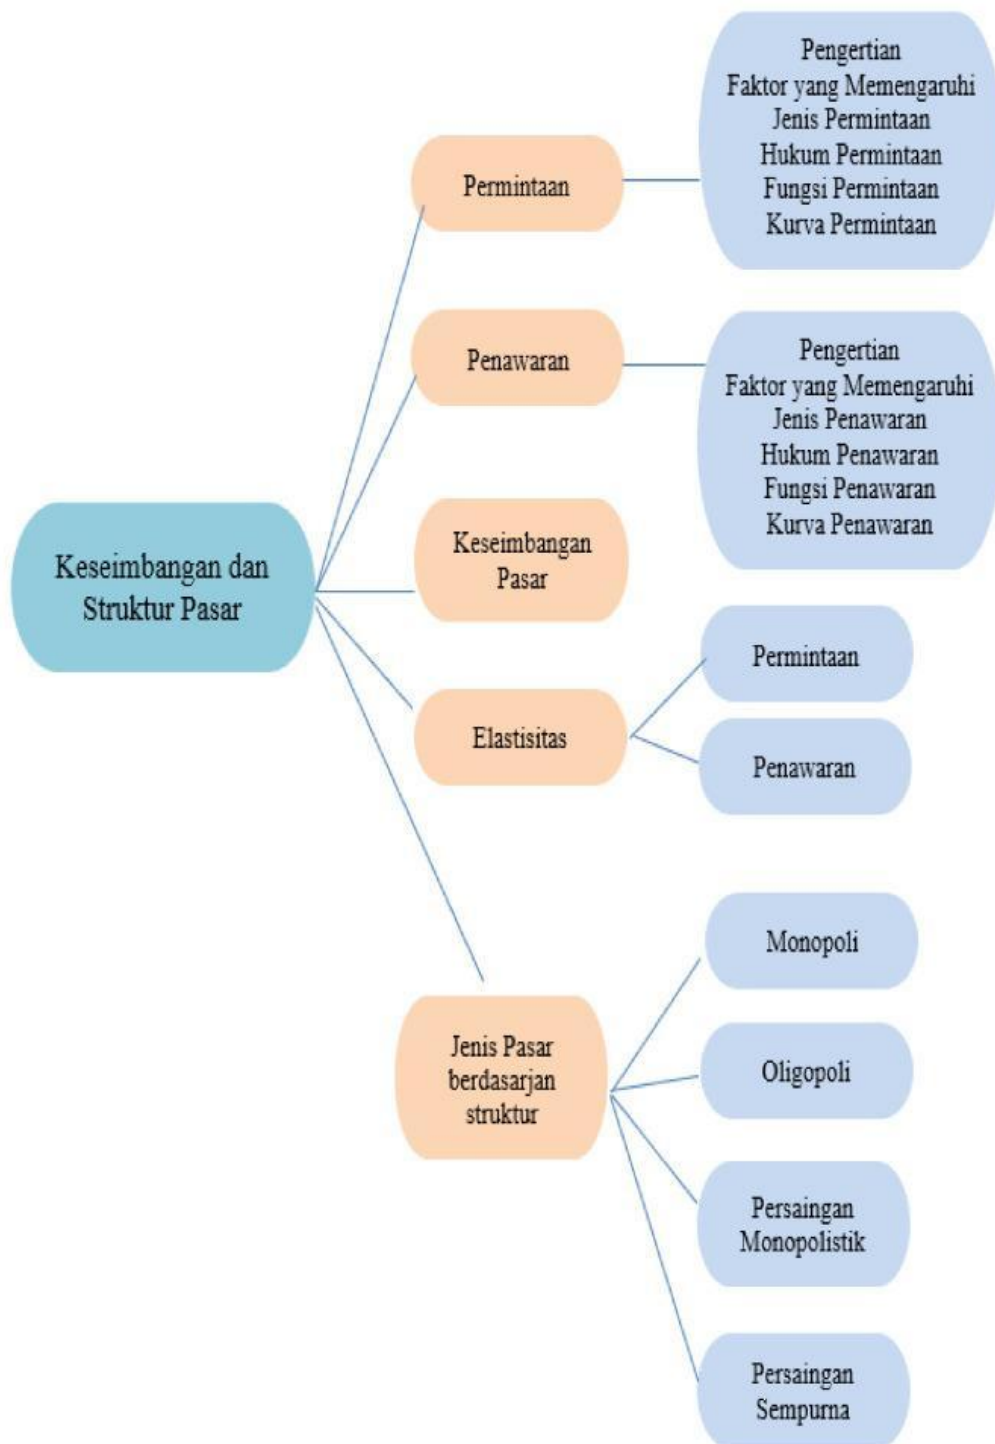 Keseimbangan dan
Struktur Pasar
Permintaan
Pengertian
Faktor yang Memengaruhi
Jenis Permintaan
Hukum Permintaan
Fungsi Permintaan
Kurva Permintaan
Penawaran
Pengertian
Faktor yang Memengaruhi
Jenis Penawaran
Hukum Penawaran
Fungsi Penawaran
Kurva Penawaran
Keseimbangan
Pasar
Elastisitas
Permintaan
Penawaran
Jenis Pasar
berdasarjan
struktur
Monopoli
Oligopoli
Persaingan
Monopolistik
Persaingan
Sempurna